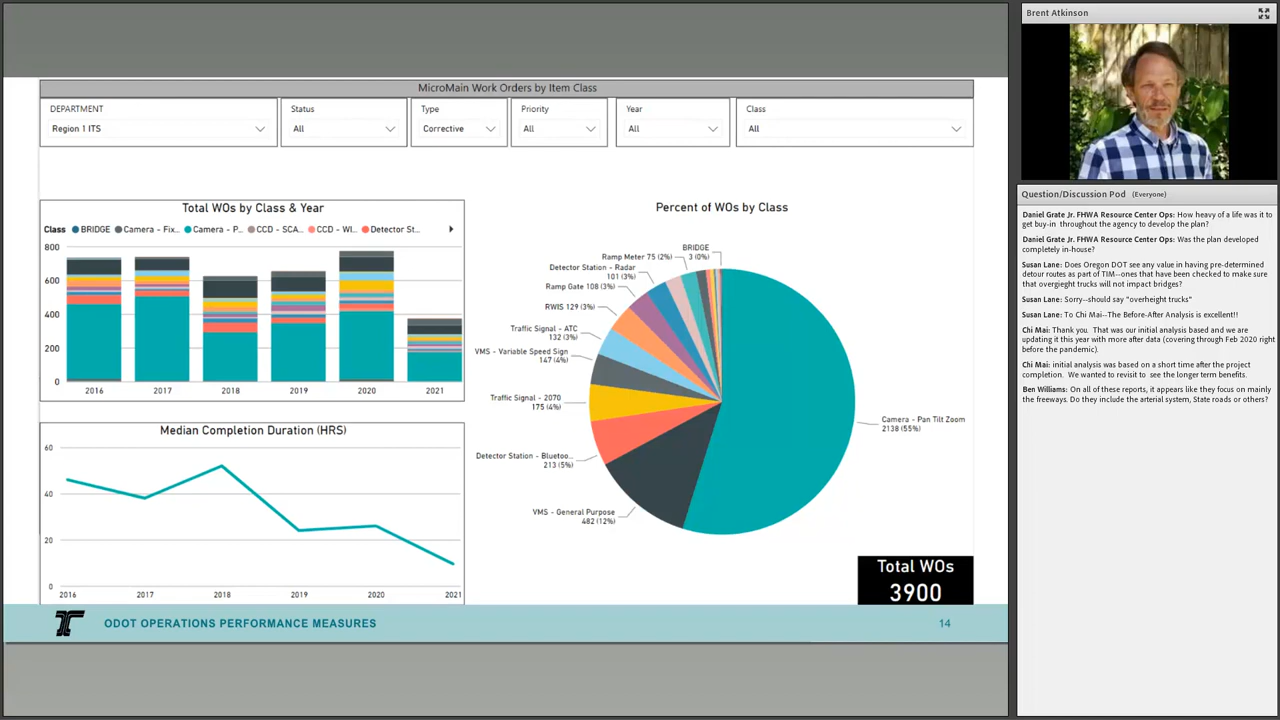 Brent Atkinson
MicroMain Work Orders by Item Class
DEPARTMENT
Region 1 ITS
Status
All
Type
Corrective
Priority
All
Year
All
Class
All
Total WOs by Class & Year
Class BRIDGE Camera - Fix... Camera - P... CCD - SCA... CCD - WI... Detector St...
800
600
400
200
0
2016 2017 2018 2019 2020 2021
Median Completion Duration (HRS)
60
40
20
0
2016 2017 2018 2019 2020 2021
Percent of WOs by Class
BRIDGE
3 (0%)
Ramp Meter 75 (2%)
Detector Station - Radar
101 (3%)
Ramp Gate 108 (3%)
RWIS 129 (3%)
Traffic Signal - ATC
132 (3%)
VMS - Variable Speed Sign
147 (4%)
Traffic Signal - 2070
175 (4%)
Detector Station - Bluetoo...
213 (5%)
VMS - General Purpose
482 (12%)
Camera - Pan Tilt Zoom
2138 (55%)
Total WOs
3900
ODOT OPERATIONS PERFORMANCE MEASURES
14
Question/Discussion Pod (Everyone)
Daniel Grate Jr. FHWA Resource Center Ops: How heavy of a life was it to
get buy-in throughout the agency to develop the plan?
Daniel Grate Jr. FHWA Resource Center Ops: Was the plan developed
completely in-house?
Susan Lane: Does Oregon DOT see any value in having pre-determined
detour routes as part of TIM--ones that have been checked to make sure
that overgieght trucks will not impact bridges?
Susan Lane: Sorry--should say "overheight trucks"
Susan Lane: To Chi Mai--The Before-After Analysis is excellent!!
Chi Mai: Thank you. That was our initial analysis based and we are
updating it this year with more after data (covering through Feb 2020 right
before the pandemic).
Chi Mai: initial analysis was based on a short time after the project
completion. We wanted to revisit to see the longer term benefits.
Ben Williams: On all of these reports, it appears like they focus on mainly
the freeways. Do they include the arterial system, State roads or others?